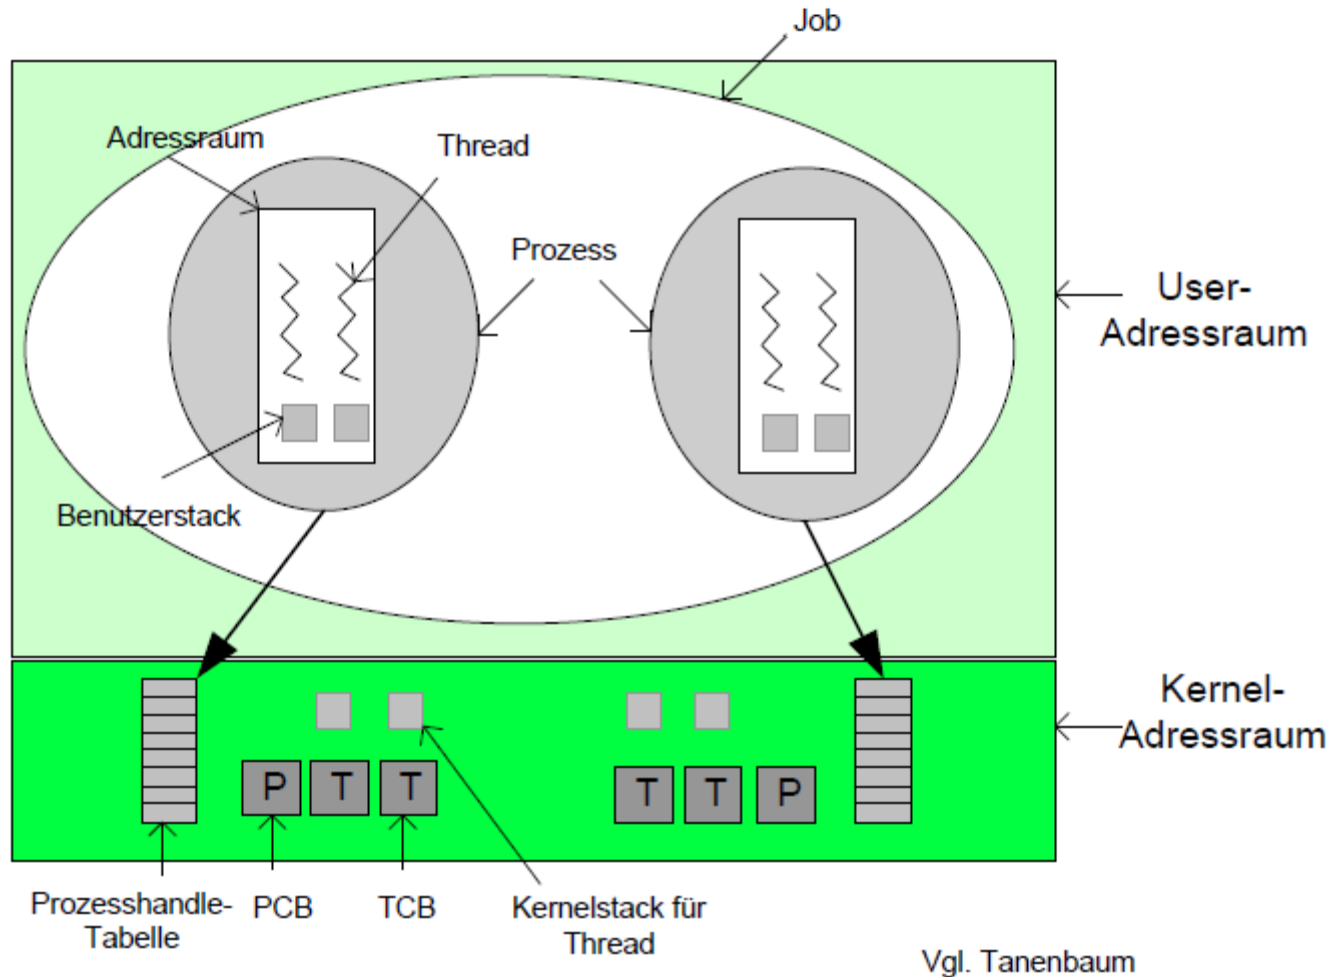 Job
Adressraum
Thread
Prozess
User-
Adressraum
Benutzerstack
Kernel-
Adressraum
P
T
T
T
T
P
Prozesshandle-
Tabelle
PCB
TCB
Kernelstack für
Thread
Vgl. Tanenbaum